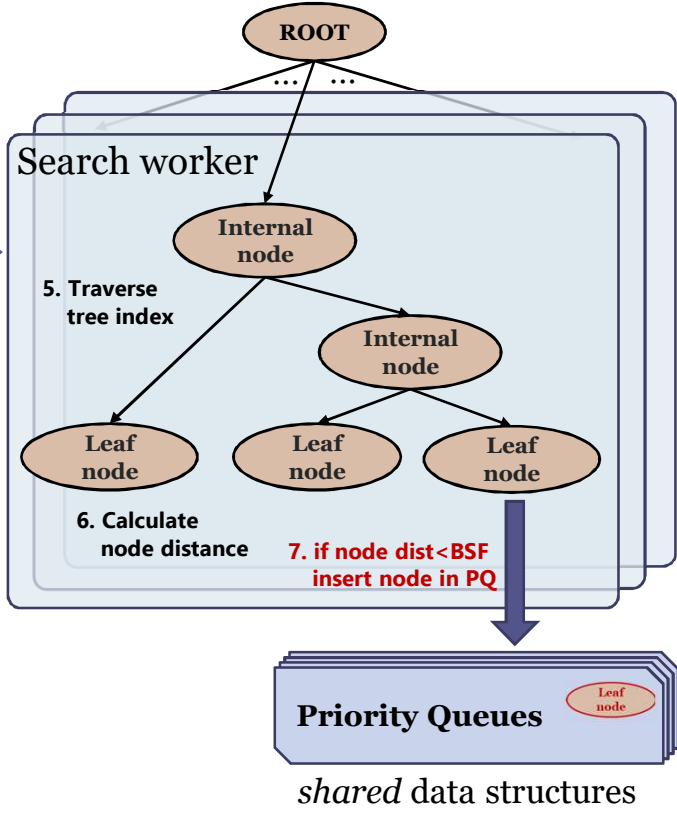 ROOT
... ...
Search worker
Internal
node
5. Traverse
tree index
Internal
node
Leaf
node
Leaf
node
Leaf
node
6. Calculate
node distance
7. if node dist<BSF
insert node in PQ
Priority Queues
Leaf
node
shared data structures